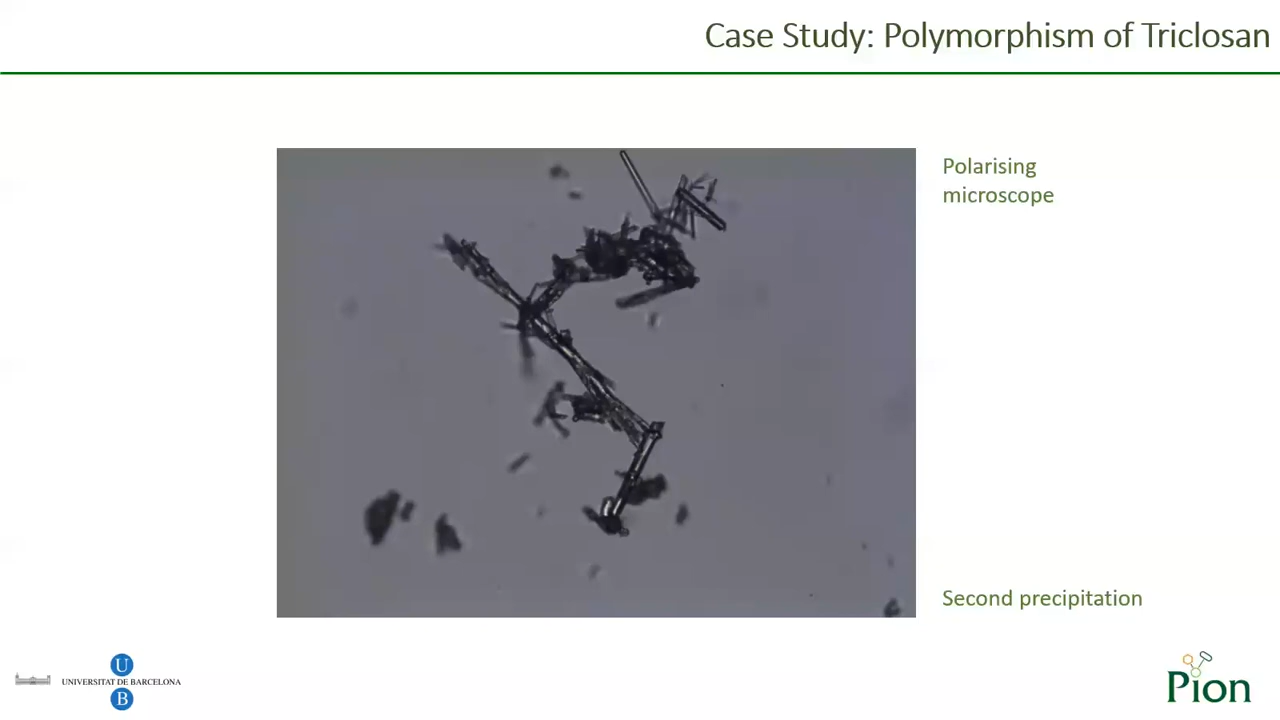 Case Study: Polymorphism of Triclosan
Polarising
microscope
Second precipitation
U
UNIVERSITAT DE BARCELONA
B
Pion